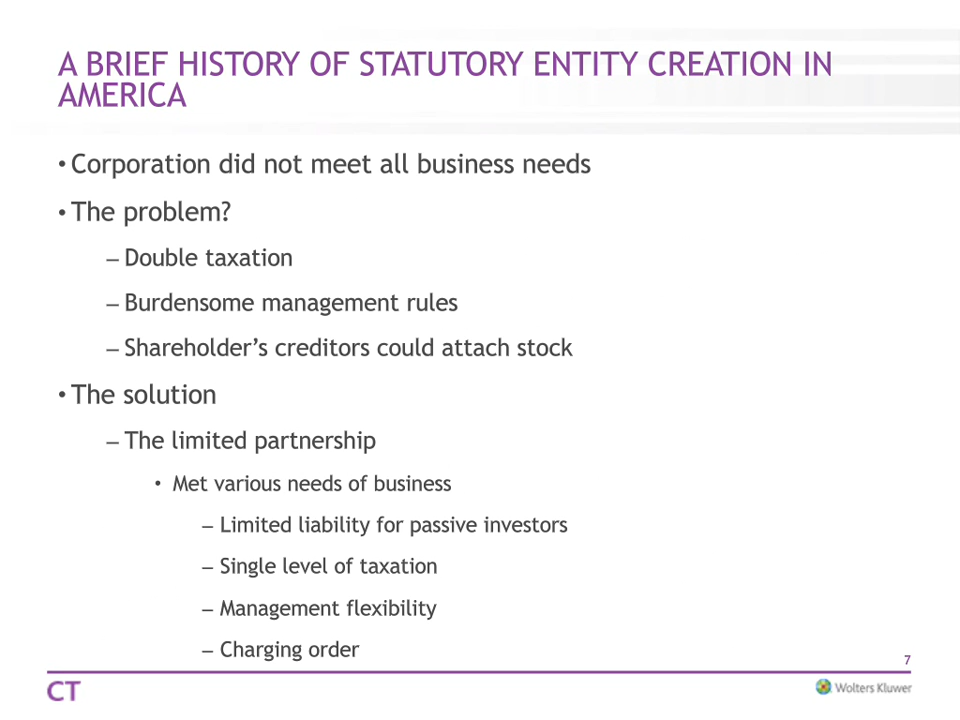 A BRIEF HISTORY OF STATUTORY ENTITY CREATION IN
AMERICA
• Corporation did not meet all business needs
• The problem?
– Double taxation
– Burdensome management rules
– Shareholder’s creditors could attach stock
• The solution
– The limited partnership
• Met various needs of business
– Limited liability for passive investors
– Single level of taxation
– Management flexibility
– Charging order
7
CT
Wolters Kluwer